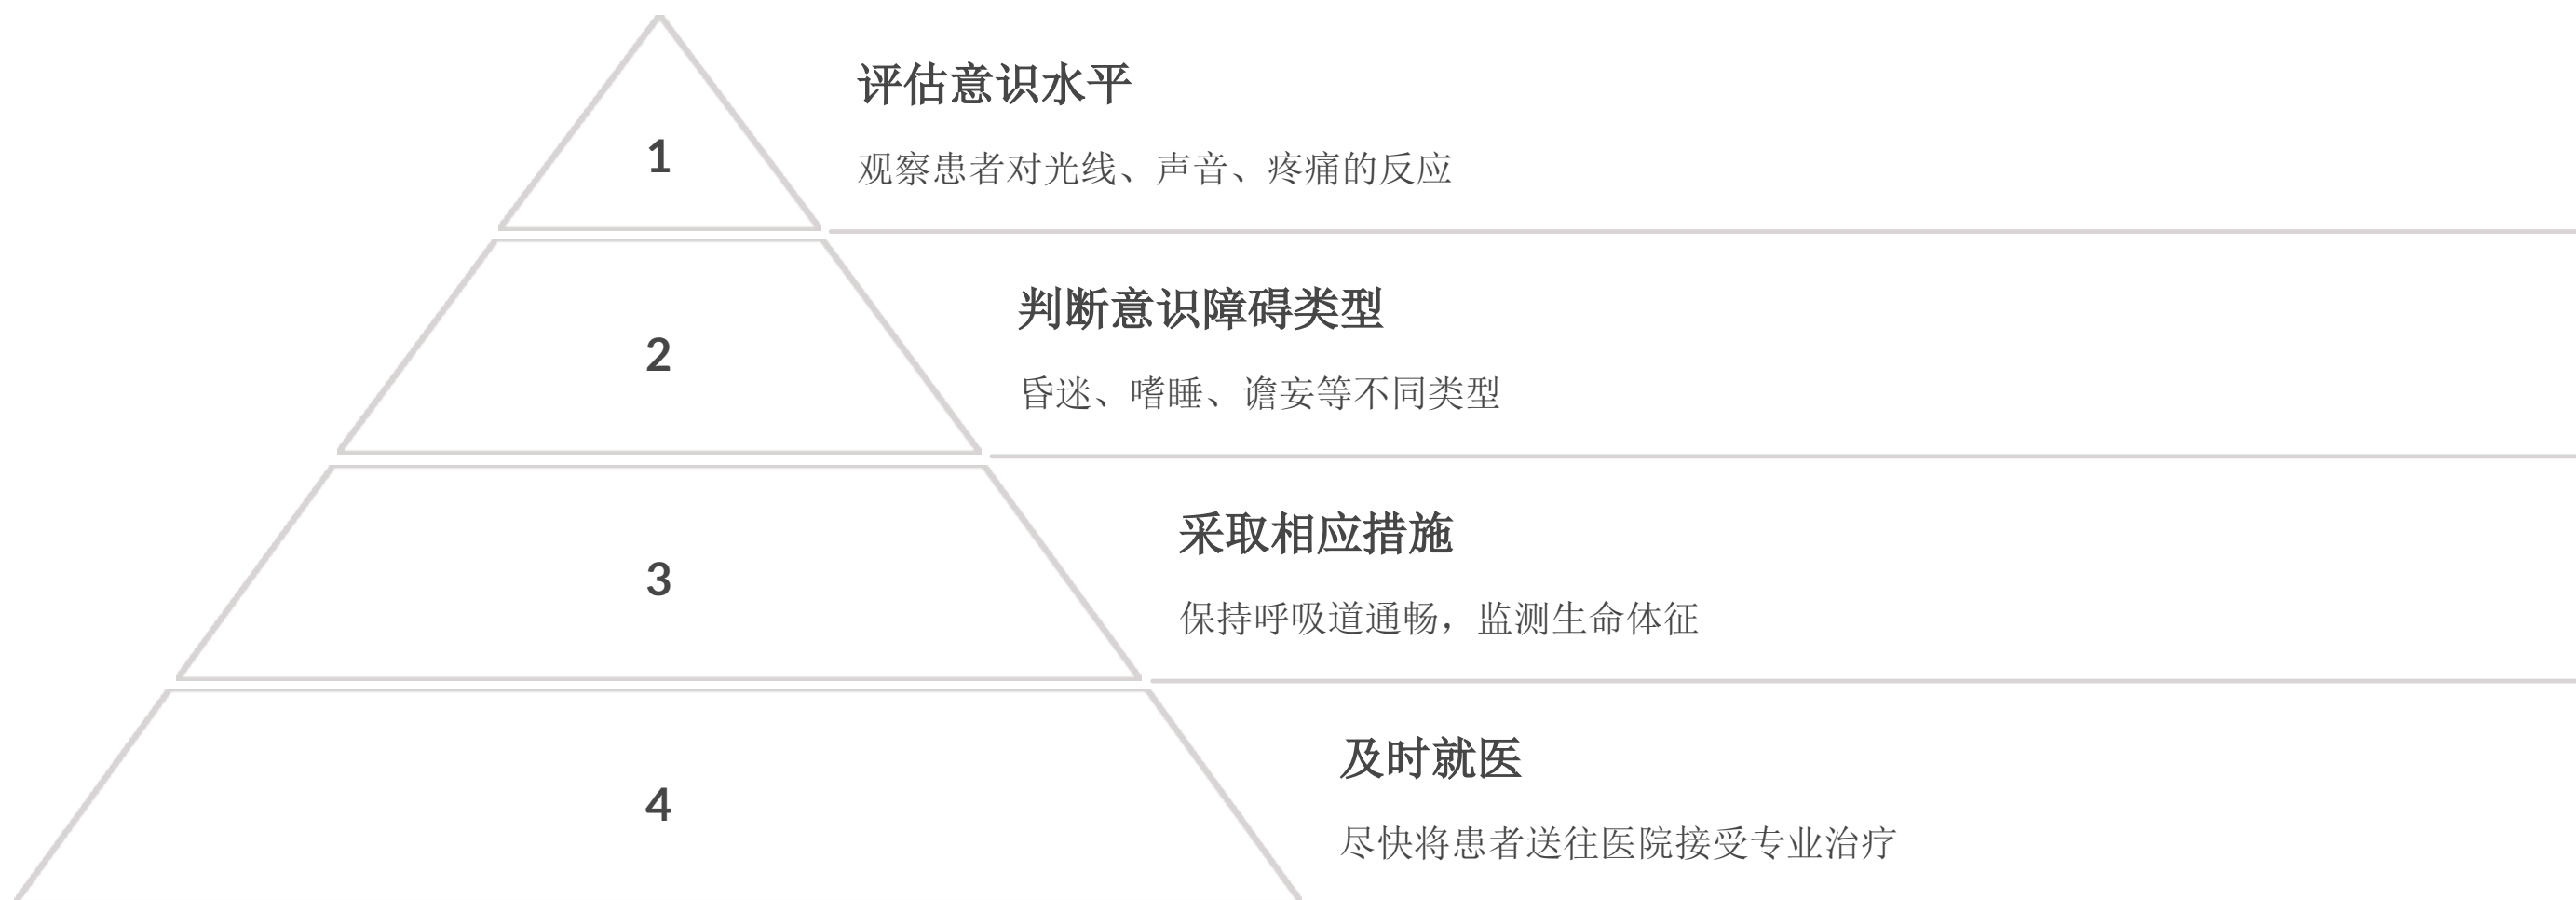 评估意识水平
1
观察患者对光线、声音、疼痛的反应
判断意识障碍类型
2
昏迷、嗜睡、谵妄等不同类型
采取相应措施
3
保持呼吸道通畅，监测生命体征
及时就医
4
尽快将患者送往医院接受专业治疗